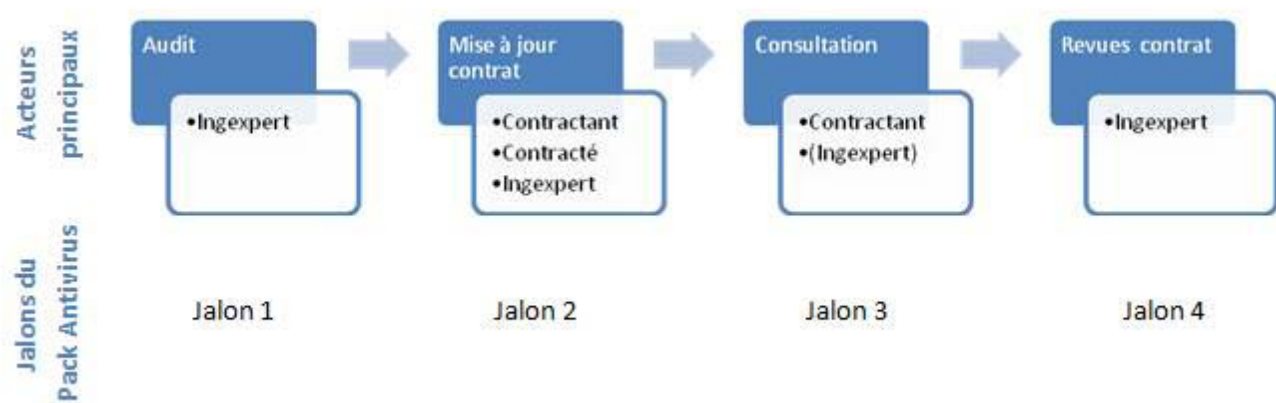 Acteurs
principaux
Audit
•Ingexpert
Mise à jour
contrat
•Contractant
•Contracté
•Ingexpert
Consultation
•Contractant
•(Ingexpert)
Revues contrat
•Ingexpert
Jalons du
Pack Antivirus
Jalon 1
Jalon 2
Jalon 3
Jalon 4